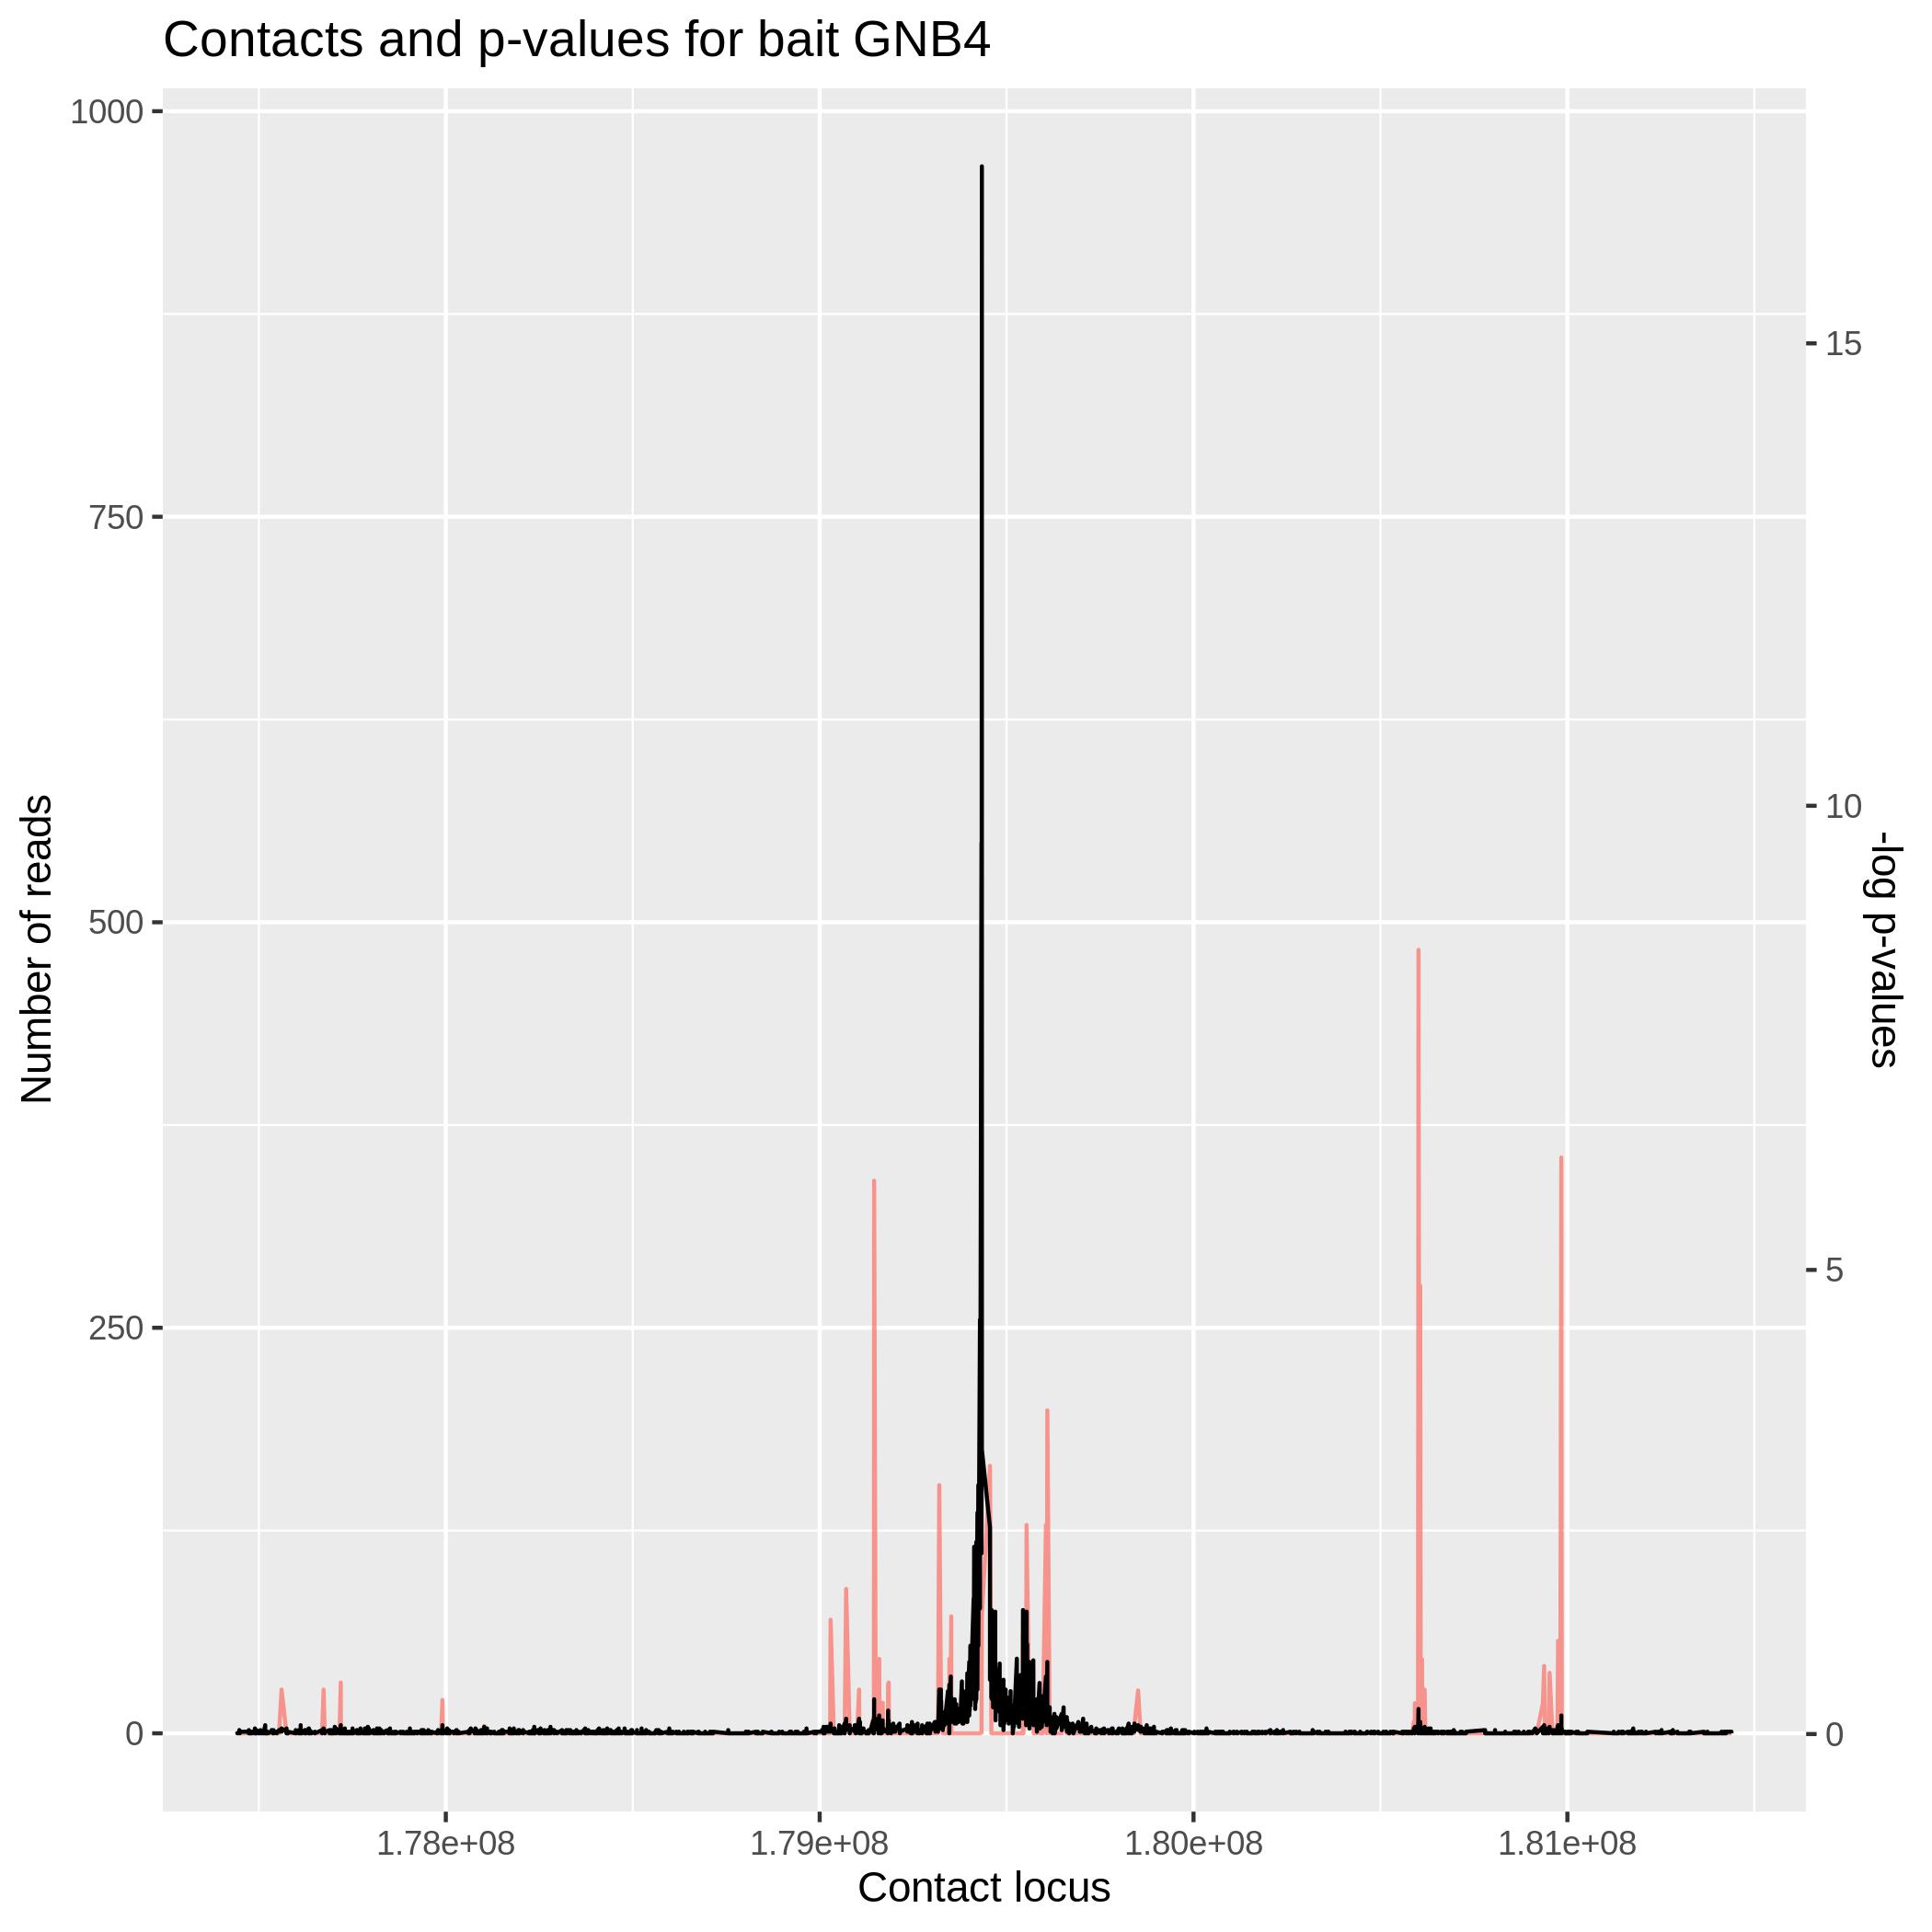 Contacts and p-values for bait GNB4
1000
750
500
250
0
Number of reads
15
10
5
0
-log p-values
1.78e+08
1.79e+08
1.80e+08
1.81e+08
Contact locus